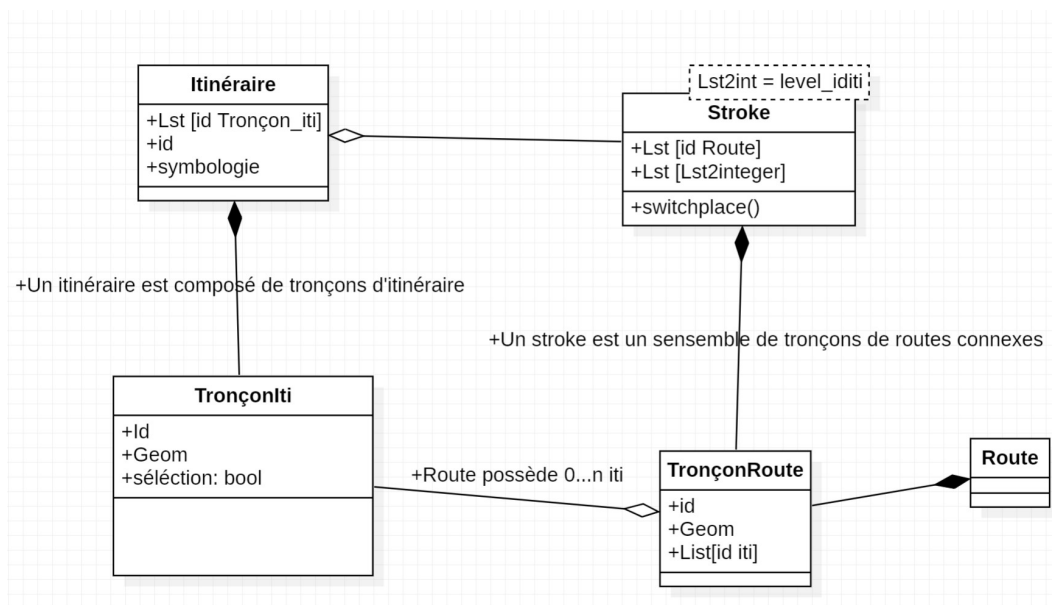 Itinéraire
+Lst [id Tronçon_iti]
+id
+symbologie
Lst2int = level_iditi
Stroke
+Lst [id Route]
+Lst [Lst2integer]
+switchplace()
+Un itinéraire est composé de tronçons d'itinéraire
+Un stroke est un sensemble de tronçons de routes connexes
TronçonIti
+Id
+Geom
+séléction: bool
+Route possède 0...n iti
TronçonRoute
+id
+Geom
+List[id iti]
Route